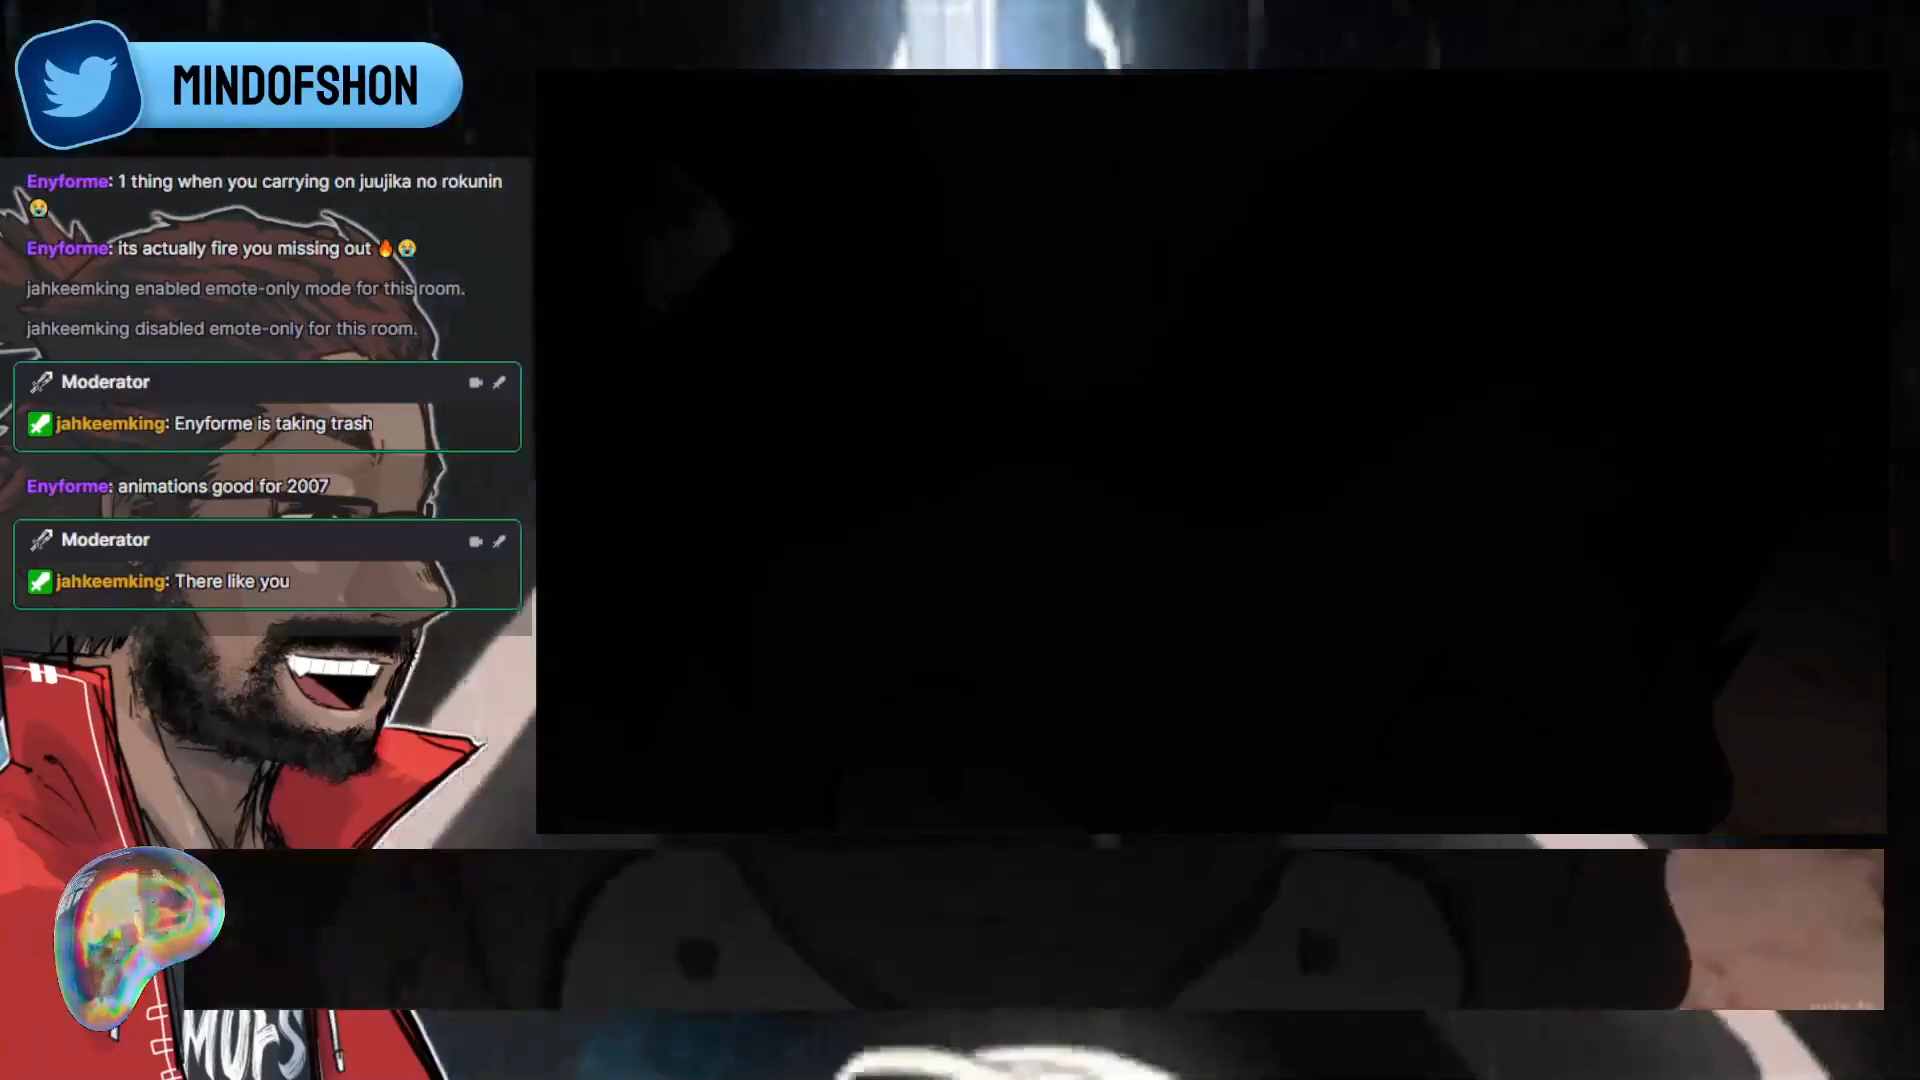 MINDOFSHON
Enyforme: 1 thing when you carrying on juujika no rokunin
😭
Enyforme: its actually fire you missing out 🔥😭
jahkeemking enabled emote-only mode for this room.
jahkeemking disabled emote-only for this room.
Moderator
jahkeemking: Enyforme is taking trash
Enyforme: animations good for 2007
Moderator
jahkeemking: There like you
MOFS